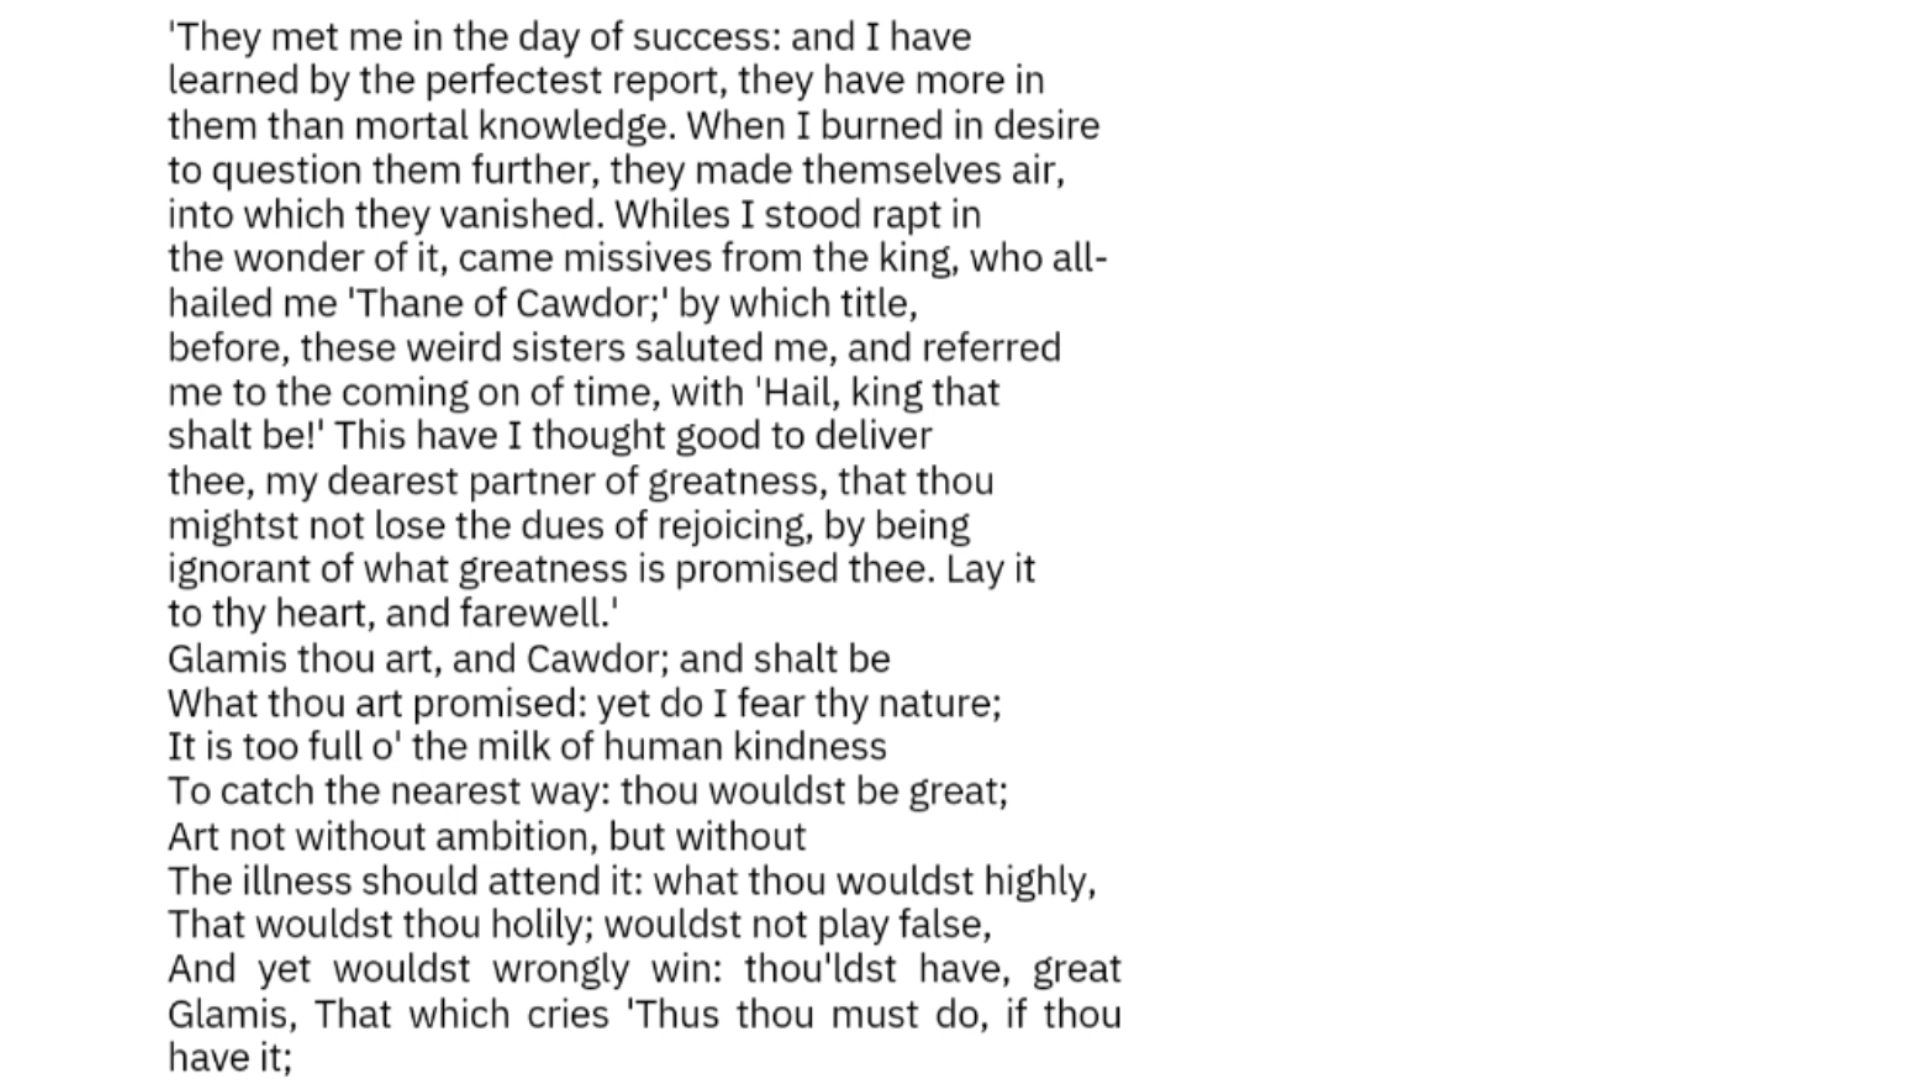 'They met me in the day of success: and I have
learned by the perfectest report, they have more in
them than mortal knowledge. When I burned in desire
to question them further, they made themselves air,
into which they vanished. Whiles I stood rapt in
the wonder of it, came missives from the king, who all-
hailed me 'Thane of Cawdor;' by which title,
before, these weird sisters saluted me, and referred
me to the coming on of time, with 'Hail, king that
shalt be!' This have I thought good to deliver
thee, my dearest partner of greatness, that thou
mightst not lose the dues of rejoicing, by being
ignorant of what greatness is promised thee. Lay it
to thy heart, and farewell.'
Glamis thou art, and Cawdor; and shalt be
What thou art promised: yet do I fear thy nature;
It is too full o' the milk of human kindness
To catch the nearest way: thou wouldst be great;
Art not without ambition, but without
The illness should attend it: what thou wouldst highly,
That wouldst thou holily; wouldst not play false,
And yet wouldst wrongly win: thou'ldst have, great
Glamis, That which cries 'Thus thou must do, if thou
have it;